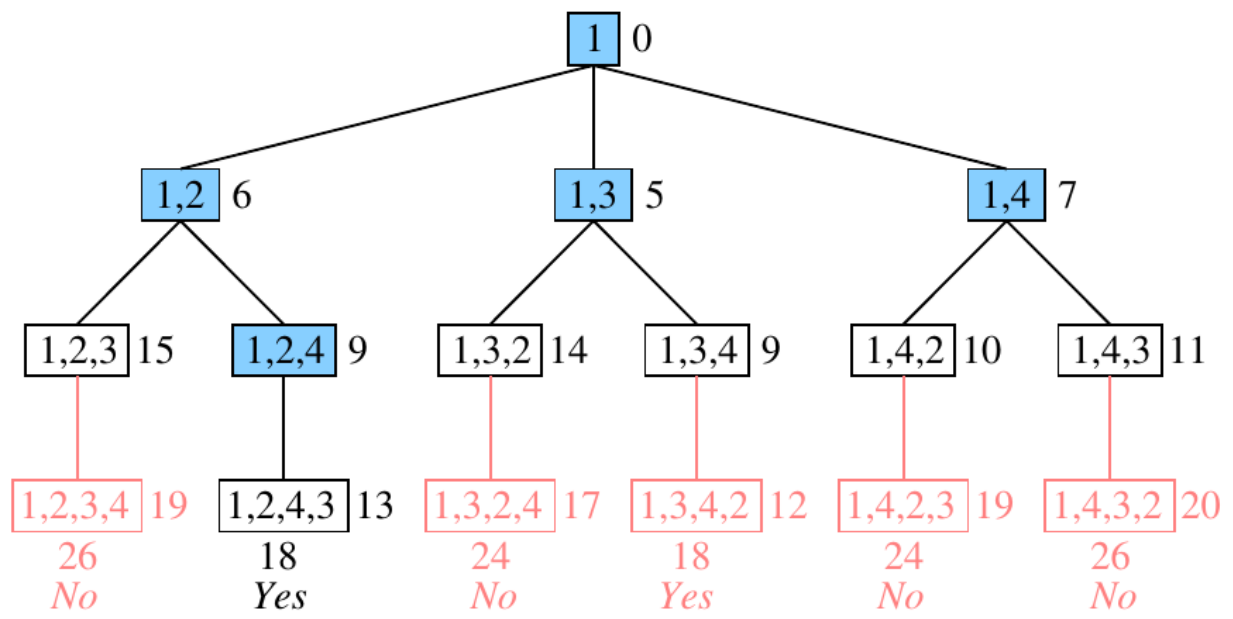 1 0
1,2 6 1,3 5 1,4 7
1,2,3 15 1,2,4 9 1,3,2 14 1,3,4 9 1,4,2 10 1,4,3 11
1,2,3,4 19 1,2,4,3 13 1,3,2,4 17 1,3,4,2 12 1,4,2,3 19 1,4,3,2 20
26 18 24 18 24 26
No Yes No Yes No No